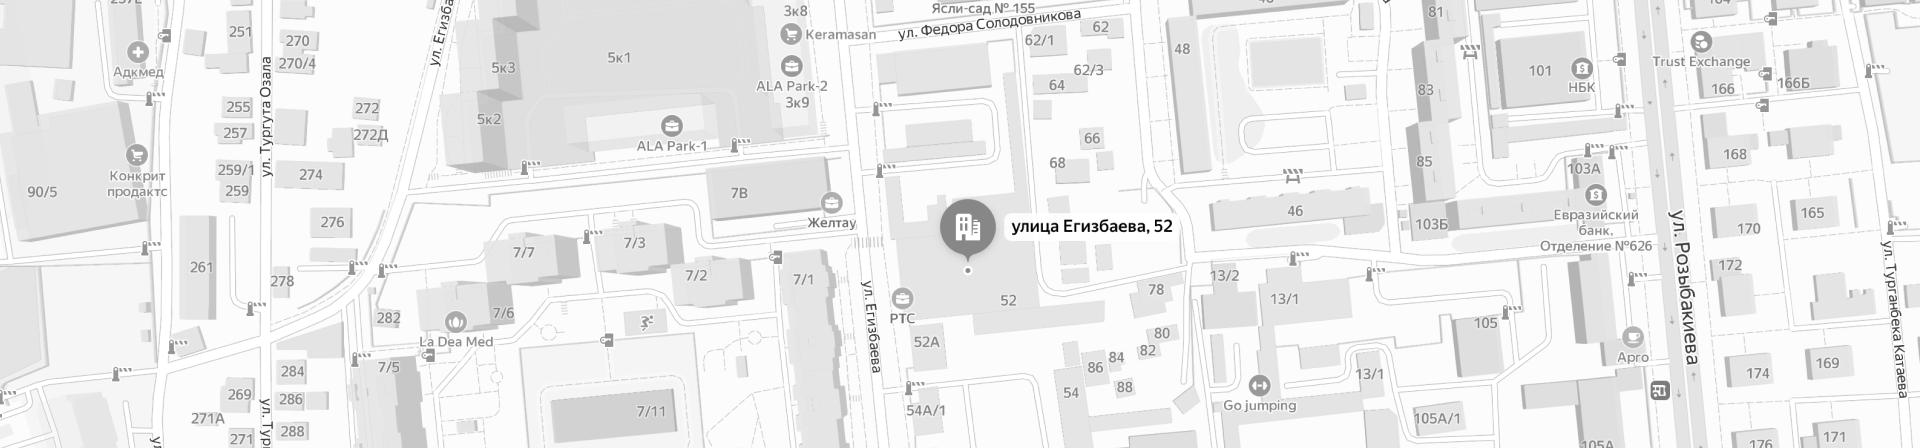 257Е
251
270
270/4
Адкмед
255
257
272
272Д
259/1
259
274
276
Конкрит
продактс
90/5
261
278
282
284
269
286
271А
271
288
ул. Тургута Озала
ул. Егизба
5к3
5к1
5к2
ALA Park-1
3к8
Keramasan
ALA Park-2
3к9
7В
Желтау
7/7
7/3
7/2
7/1
7/6
La Dea Med
7/5
7/11
Ясли-сад № 155
ул. Федора Солодовникова
62/1
62
62/3
64
66
68
улица Егизбаева, 52
52
РТС
52А
ул. Егизбаева
54А/1
54
86
84
88
82
80
78
48
46
81
83
85
103Б
101
НБК
103А
Евразийский
банк,
Отделение №626
13/2
13/1
13/1
105
105А/1
105А
Go jumping
Арго
ул. Розыбакиева
Trust Exchange
164
166
166Б
168
170
165
172
174
169
176
171
ул. Турганбека Катаева